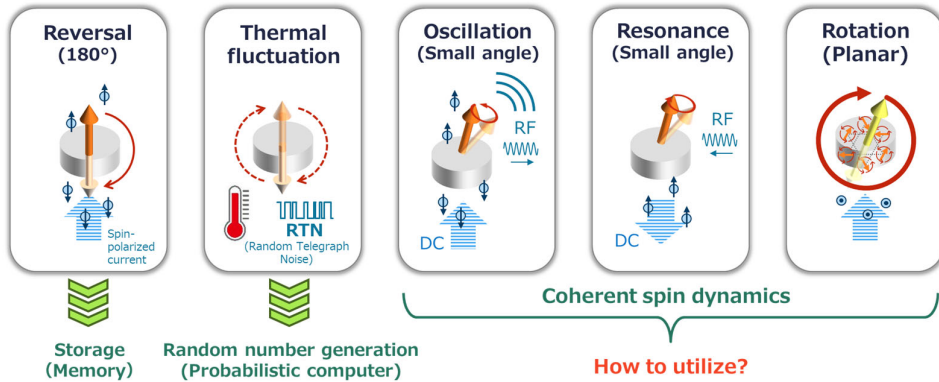 Reversal
(180°)
Spin-
polarized
current
Thermal
fluctuation
RTN
(Random Telegraph
Noise)
Oscillation
(Small angle)
RF
DC
Resonance
(Small angle)
RF
DC
Rotation
(Planar)
Storage
(Memory)
Random number generation
(Probabilistic computer)
Coherent spin dynamics
How to utilize?